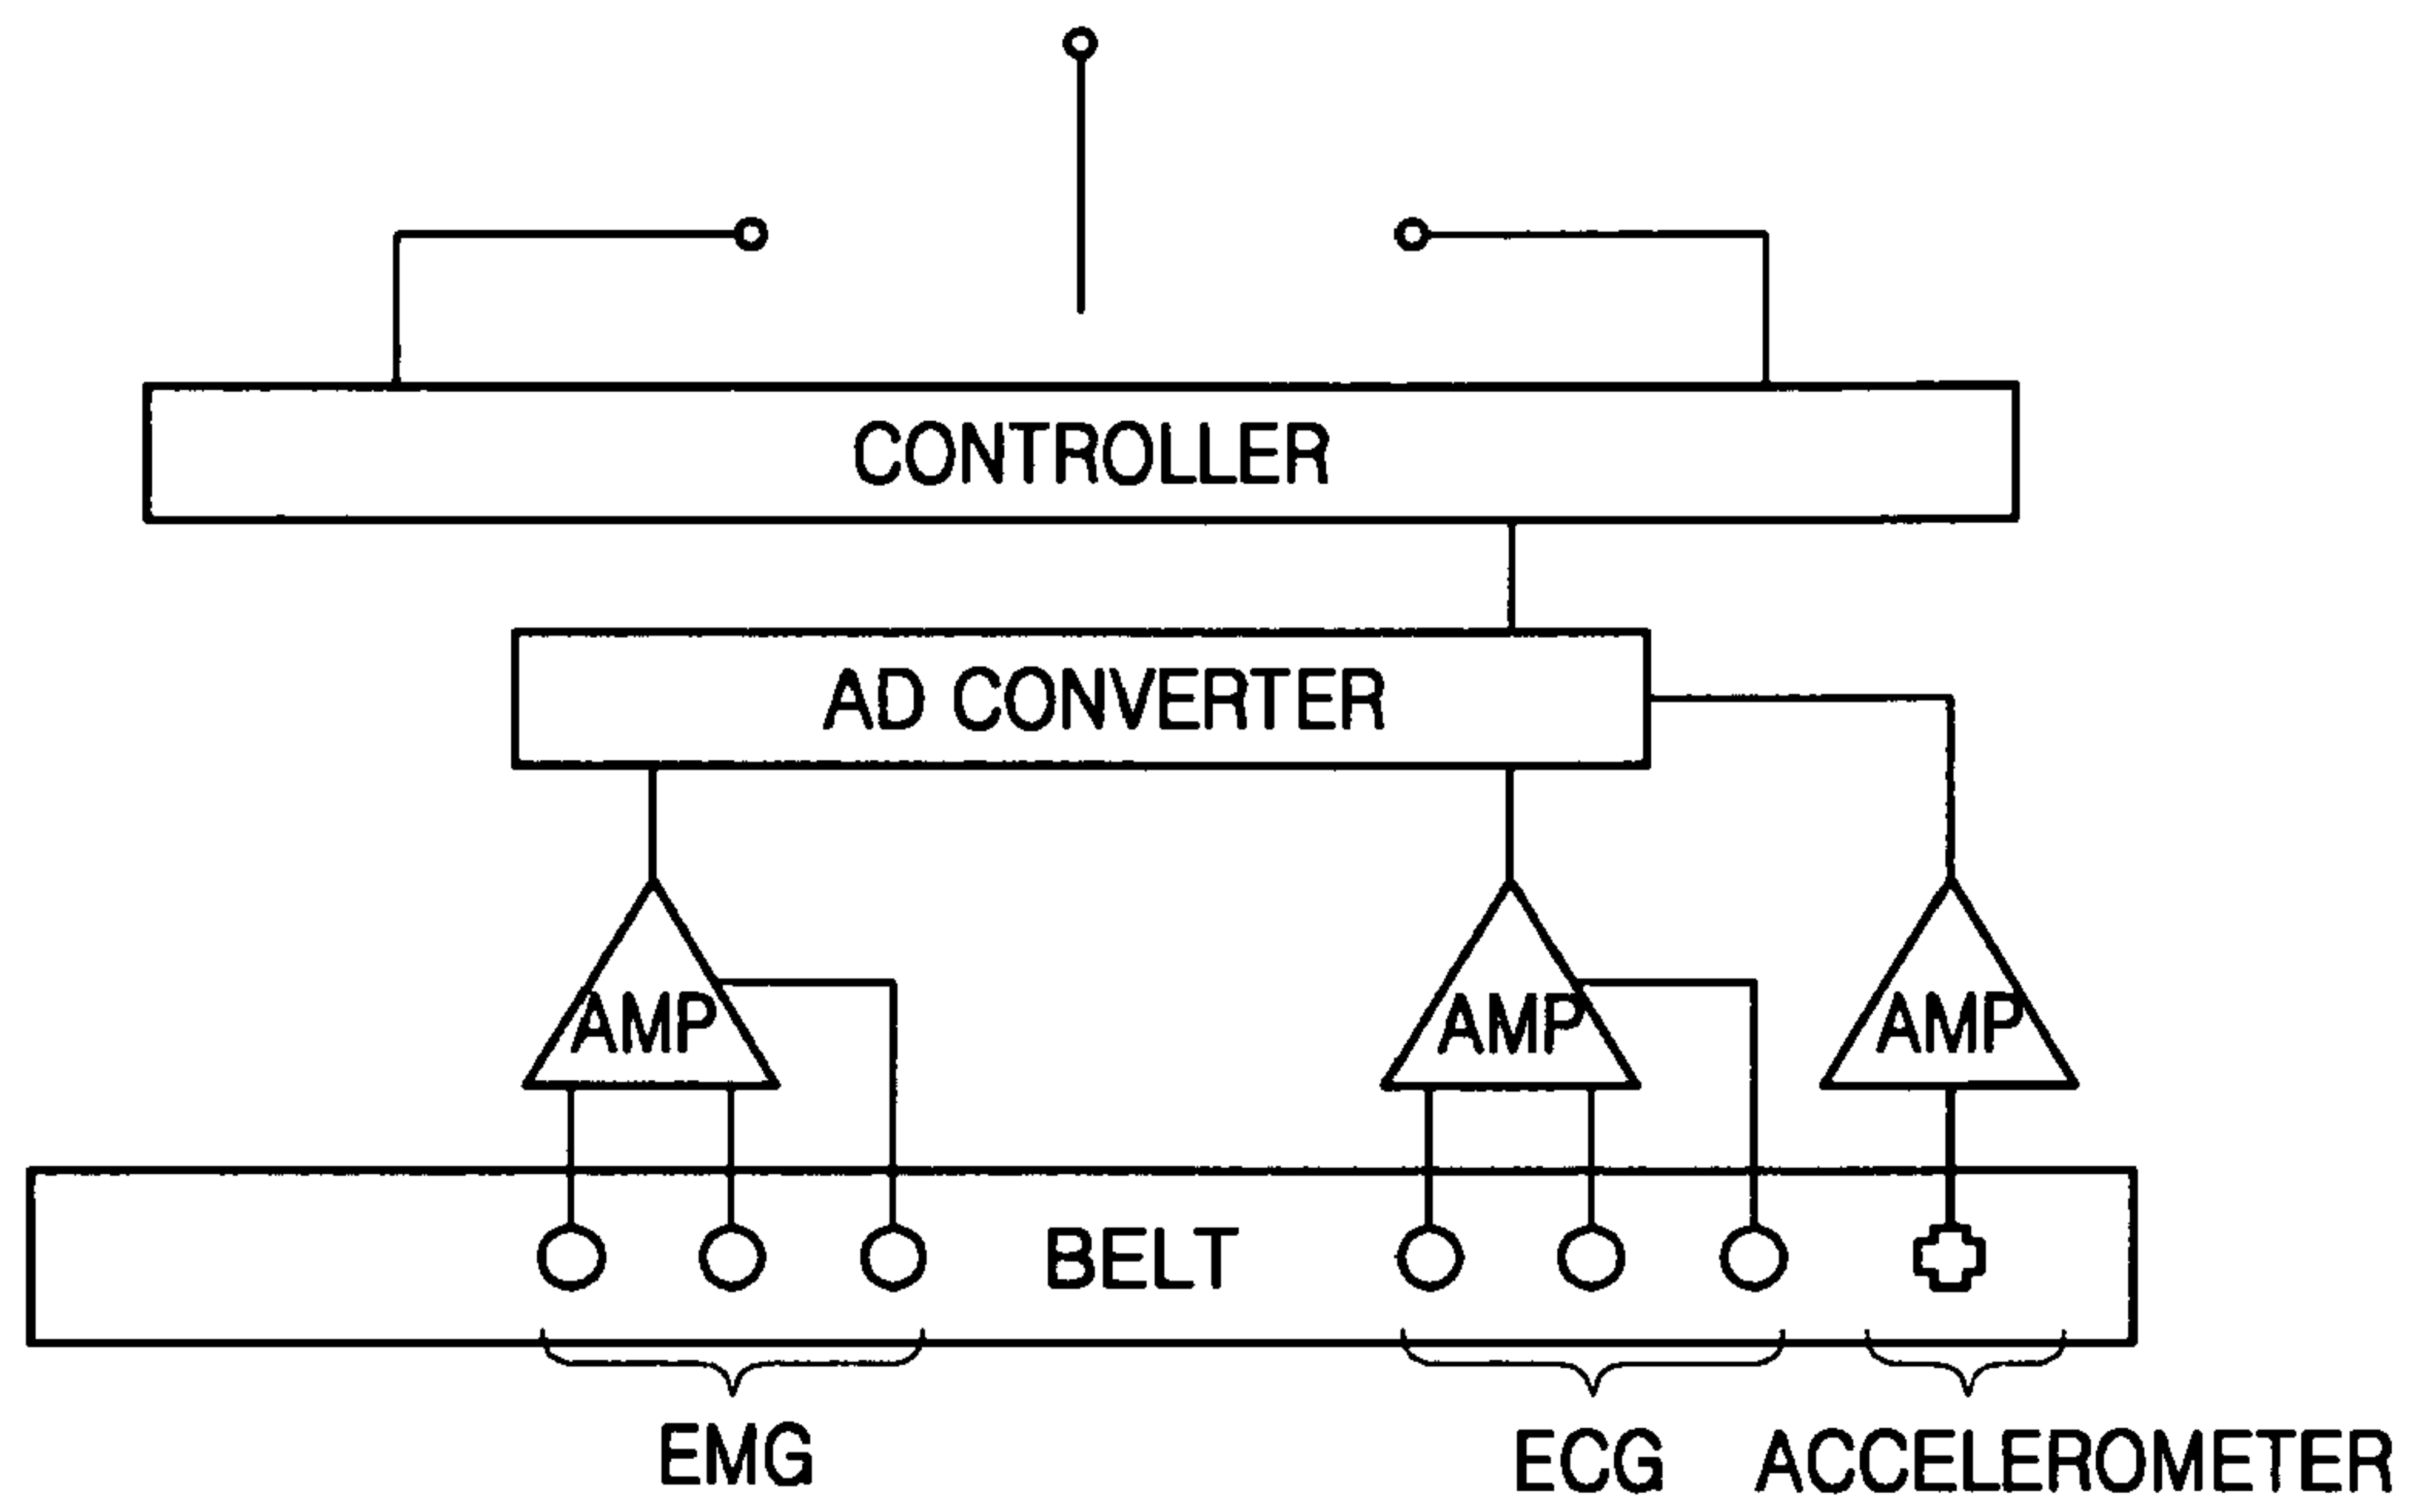 CONTROLLER
AD CONVERTER
AMP AMP AMP
BELT
EMG ECG ACCELEROMETER